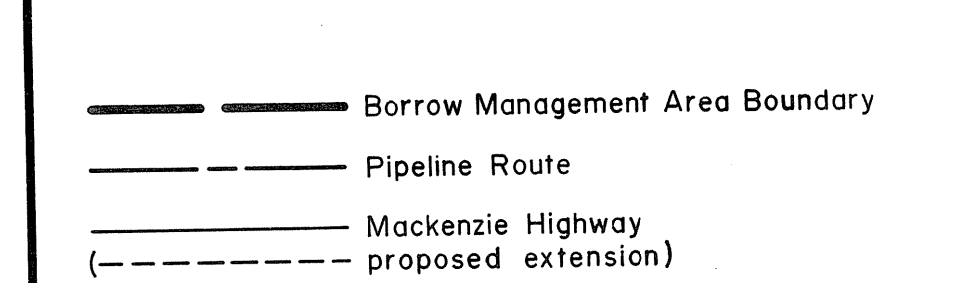 Borrow Management Area Boundary
Pipeline Route
Mackenzie Highway
(proposed extension)